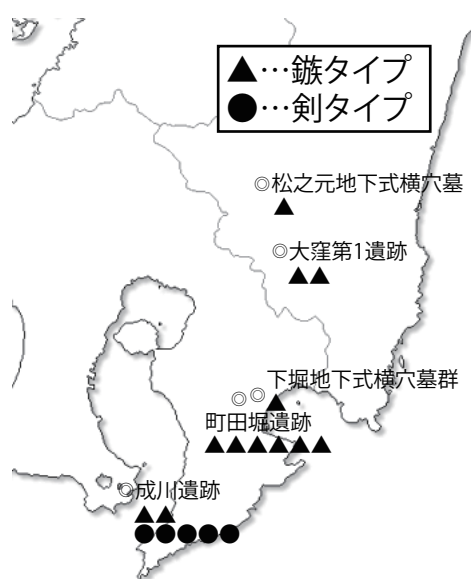 ▲…鏃タイプ
●…剣タイプ
◎松之元地下式横穴墓
▲
◎大窪第1遺跡
▲▲
下堀地下式横穴墓群
◎◎▲
町田堀遺跡
▲▲▲▲▲▲
◎成川遺跡
▲▲
●●●●●